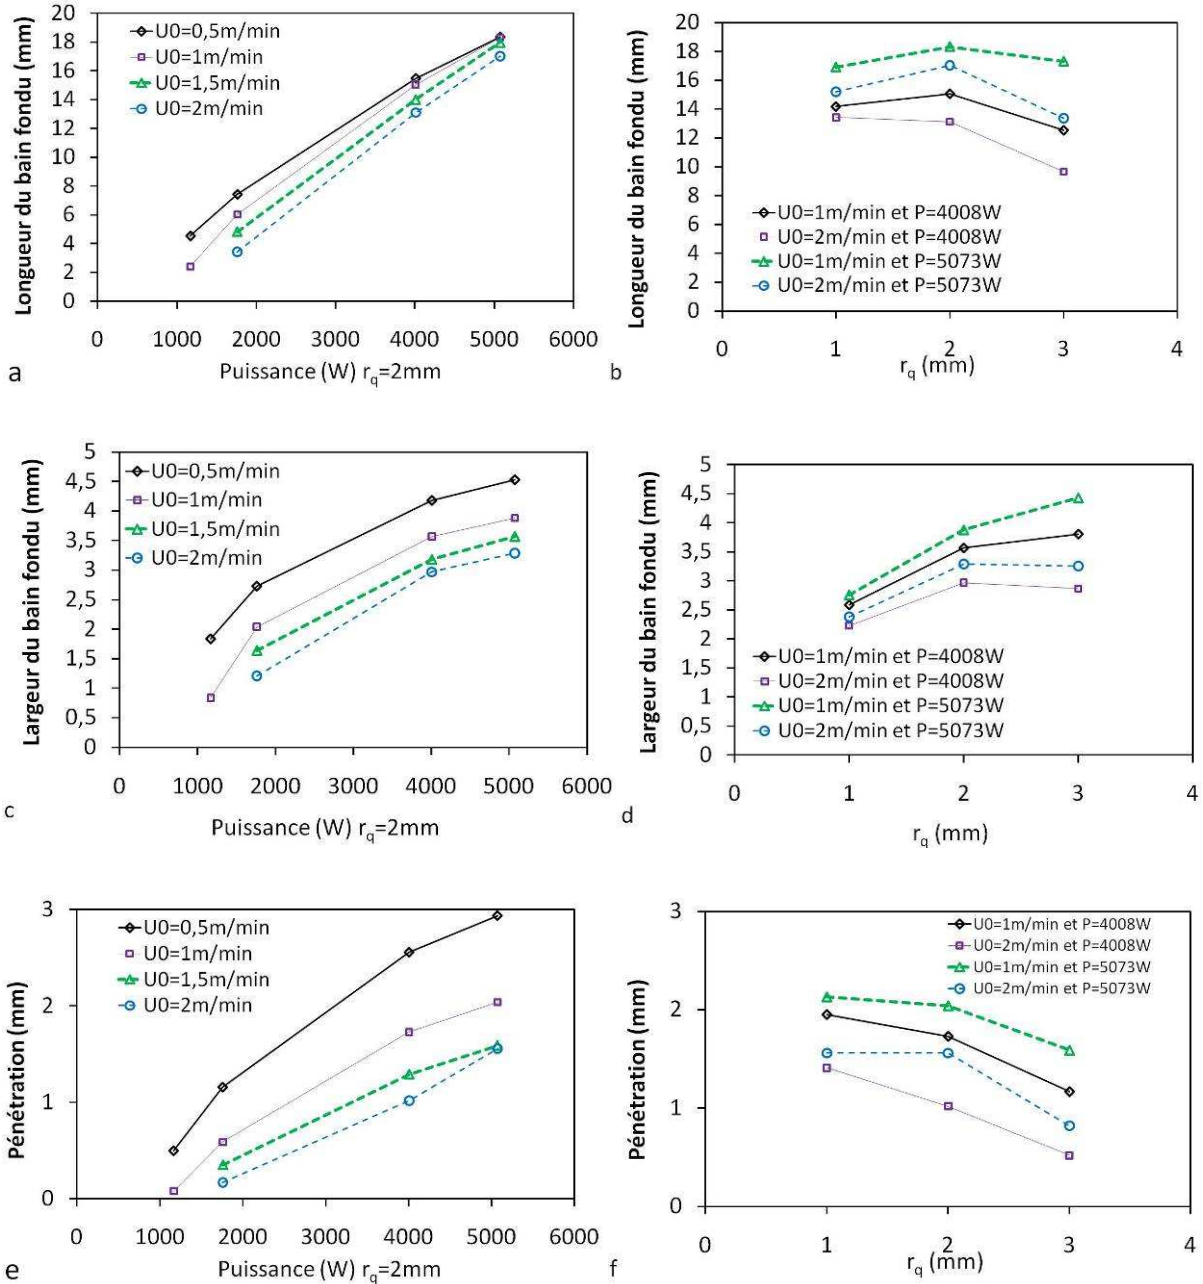 Longueur du bain fondu (mm)
20
18
16
14
12
10
8
6
4
2
0
U0=0,5m/min
U0=1m/min
U0=1,5m/min
U0=2m/min
0 1000 2000 3000 4000 5000 6000
Puissance (W) rq=2mm
a
Longueur du bain fondu (mm)
20
18
16
14
12
10
8
6
4
2
0
U0=1m/min et P=4008W
U0=2m/min et P=4008W
U0=1m/min et P=5073W
U0=2m/min et P=5073W
0 1 2 3 4
rq (mm)
b
Largeur du bain fondu (mm)
5
4,5
4
3,5
3
2,5
2
1,5
1
0,5
0
U0=0,5m/min
U0=1m/min
U0=1,5m/min
U0=2m/min
0 1000 2000 3000 4000 5000 6000
Puissance (W) rq=2mm
c
Largeur du bain fondu (mm)
5
4,5
4
3,5
3
2,5
2
1,5
1
0,5
0
U0=1m/min et P=4008W
U0=2m/min et P=4008W
U0=1m/min et P=5073W
U0=2m/min et P=5073W
0 1 2 3 4
rq (mm)
d
Pénétration (mm)
3
2
1
0
U0=0,5m/min
U0=1m/min
U0=1,5m/min
U0=2m/min
0 1000 2000 3000 4000 5000 6000
Puissance (W) rq=2mm
e
Pénétration (mm)
3
2
1
0
U0=1m/min et P=4008W
U0=2m/min et P=4008W
U0=1m/min et P=5073W
U0=2m/min et P=5073W
0 1 2 3 4
rq (mm)
f